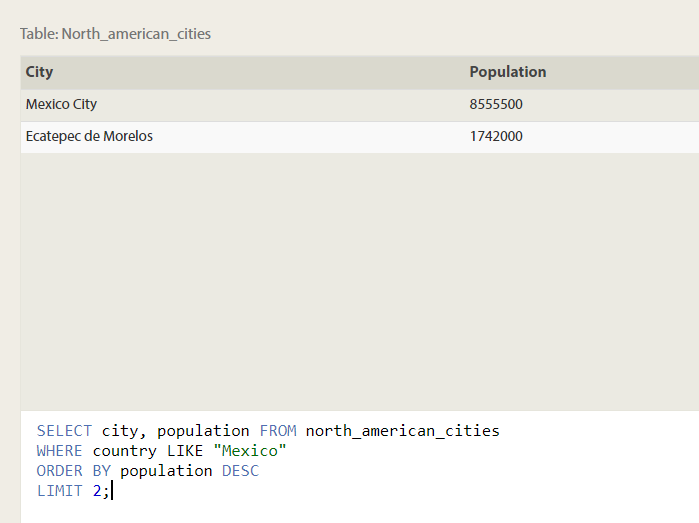 Table: North_american_cities
City Population
Mexico City 8555500
Ecatepec de Morelos 1742000
SELECT city, population FROM north_american_cities
WHERE country LIKE "Mexico"
ORDER BY population DESC
LIMIT 2;